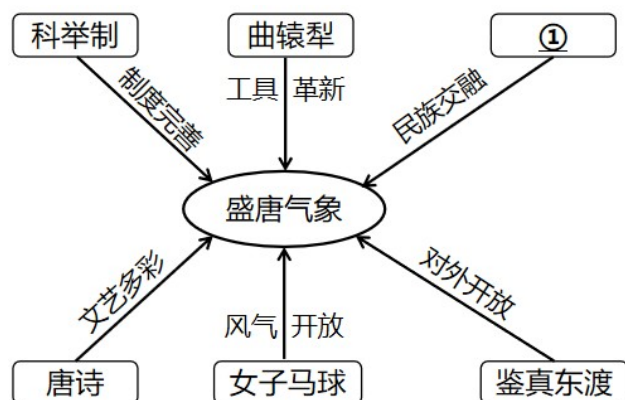 科举制
曲辕犁
①
制度完善
工具 革新
民族交融
盛唐气象
文艺多彩
风气 开放
对外开放
唐诗
女子马球
鉴真东渡